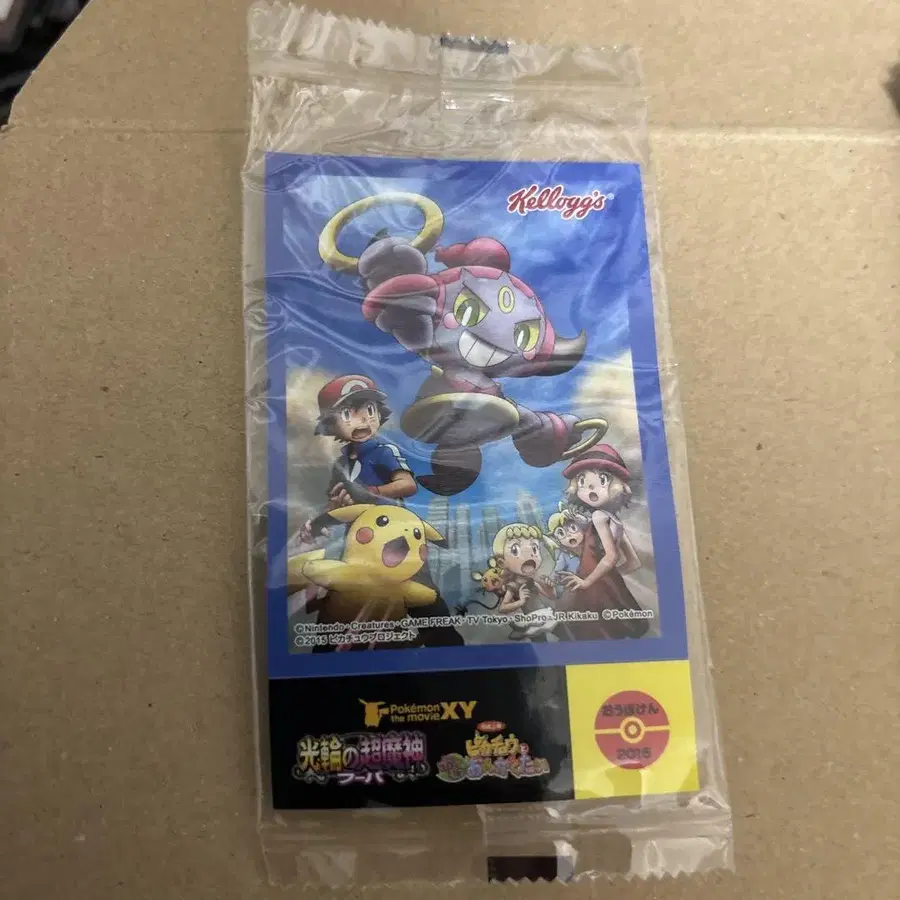 Kellogg's
©Nintendo・Creatures・GAME FREAK・TV Tokyo・ShoPro・JR Kikaku ©Pokémon
©2015 ピカチュウプロジェクト
Pokémon the movie XY
光輪の超魔神
フーパ
ピカチュウと
おうぼけん
2015